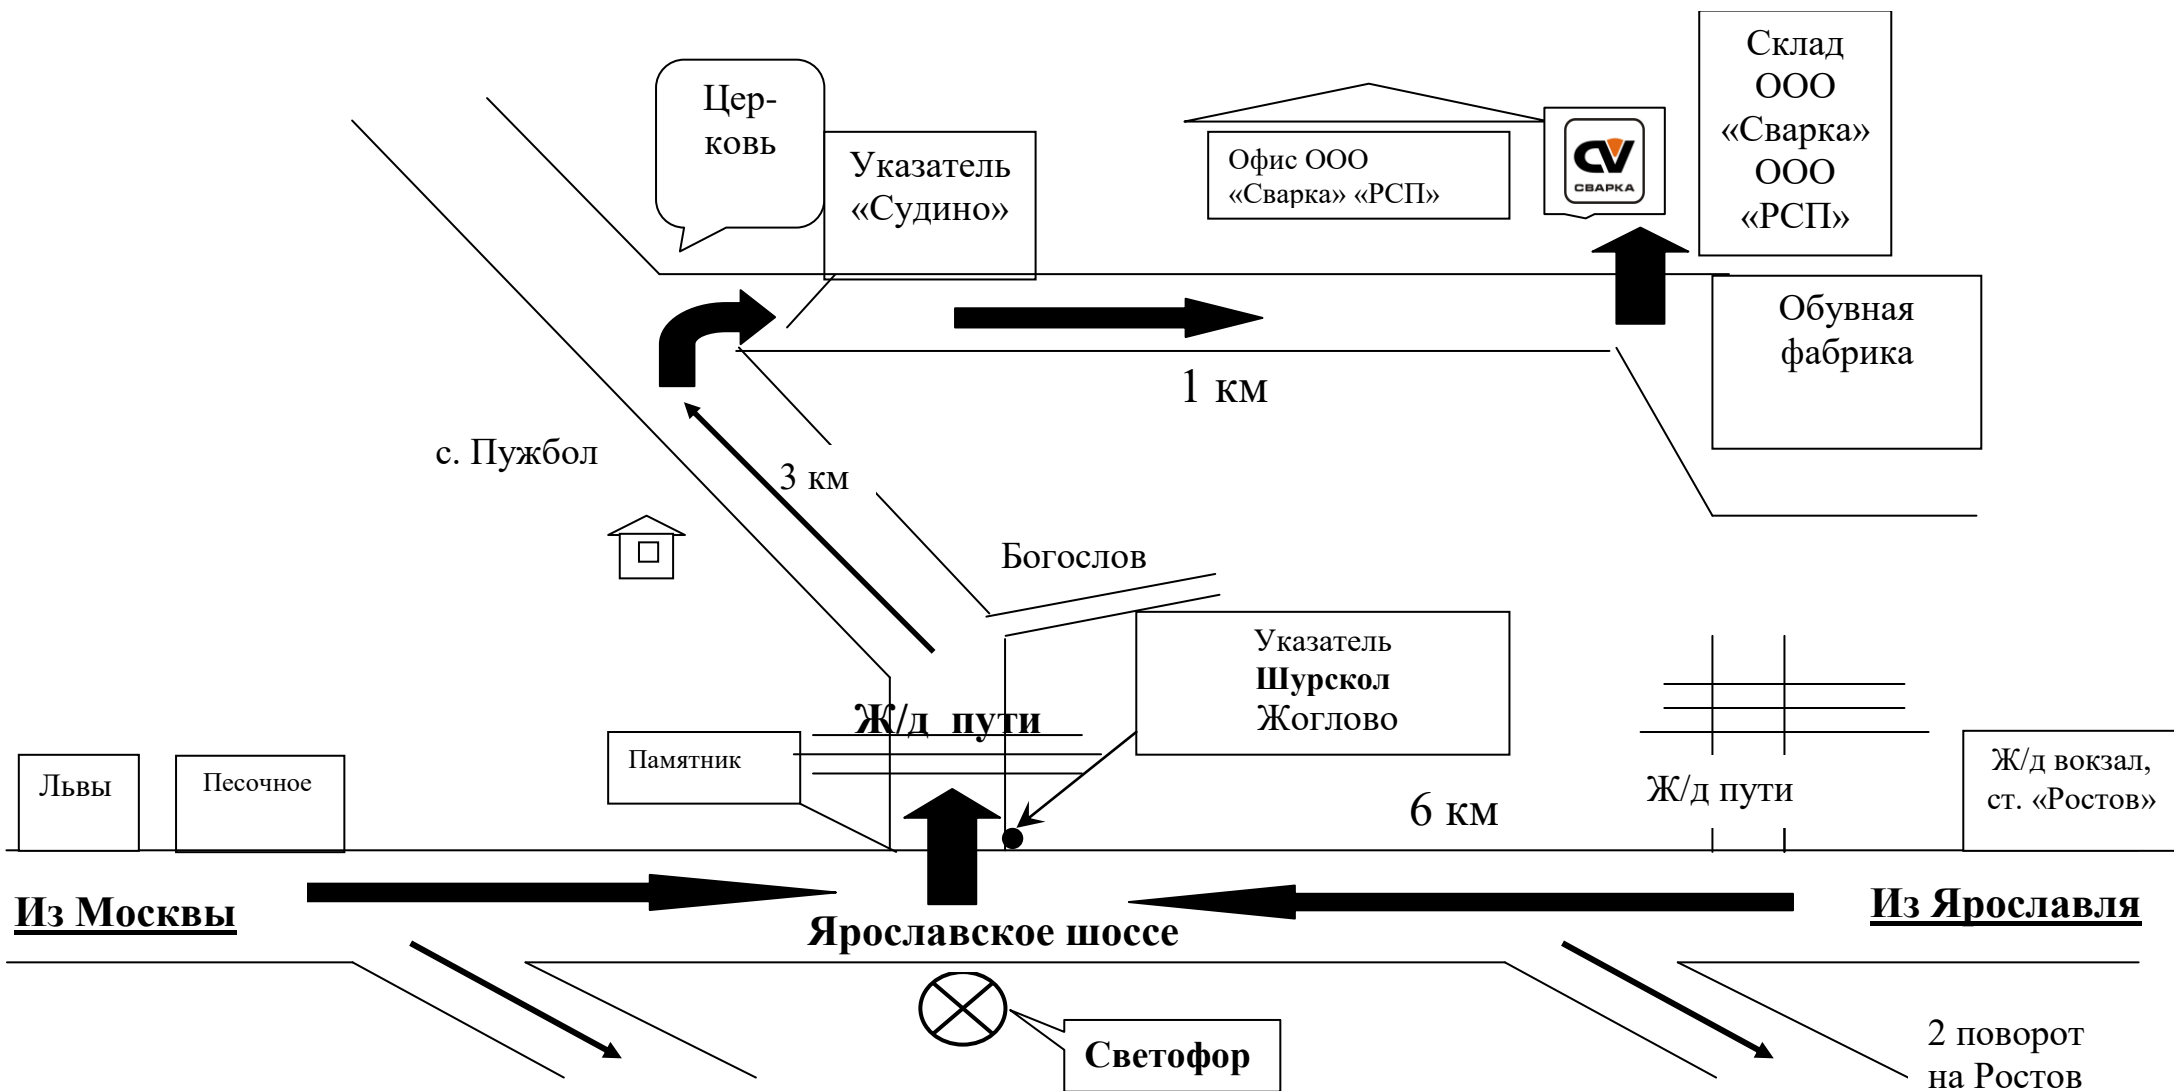 Цер-
ковь
Указатель
«Судино»
Офис ООО
«Сварка» «РСП»
CV
СВАРКА
Склад
ООО
«Сварка»
ООО
«РСП»
Обувная
фабрика
1 км
с. Пужбол
3 км
Богослов
Указатель
Шурскол
Жоглово
Ж/д пути
Памятник
Львы
Песочное
6 км
Ж/д пути
Ж/д вокзал,
ст. «Ростов»
Из Москвы
Ярославское шоссе
Из Ярославля
Светофор
2 поворот
на Ростов